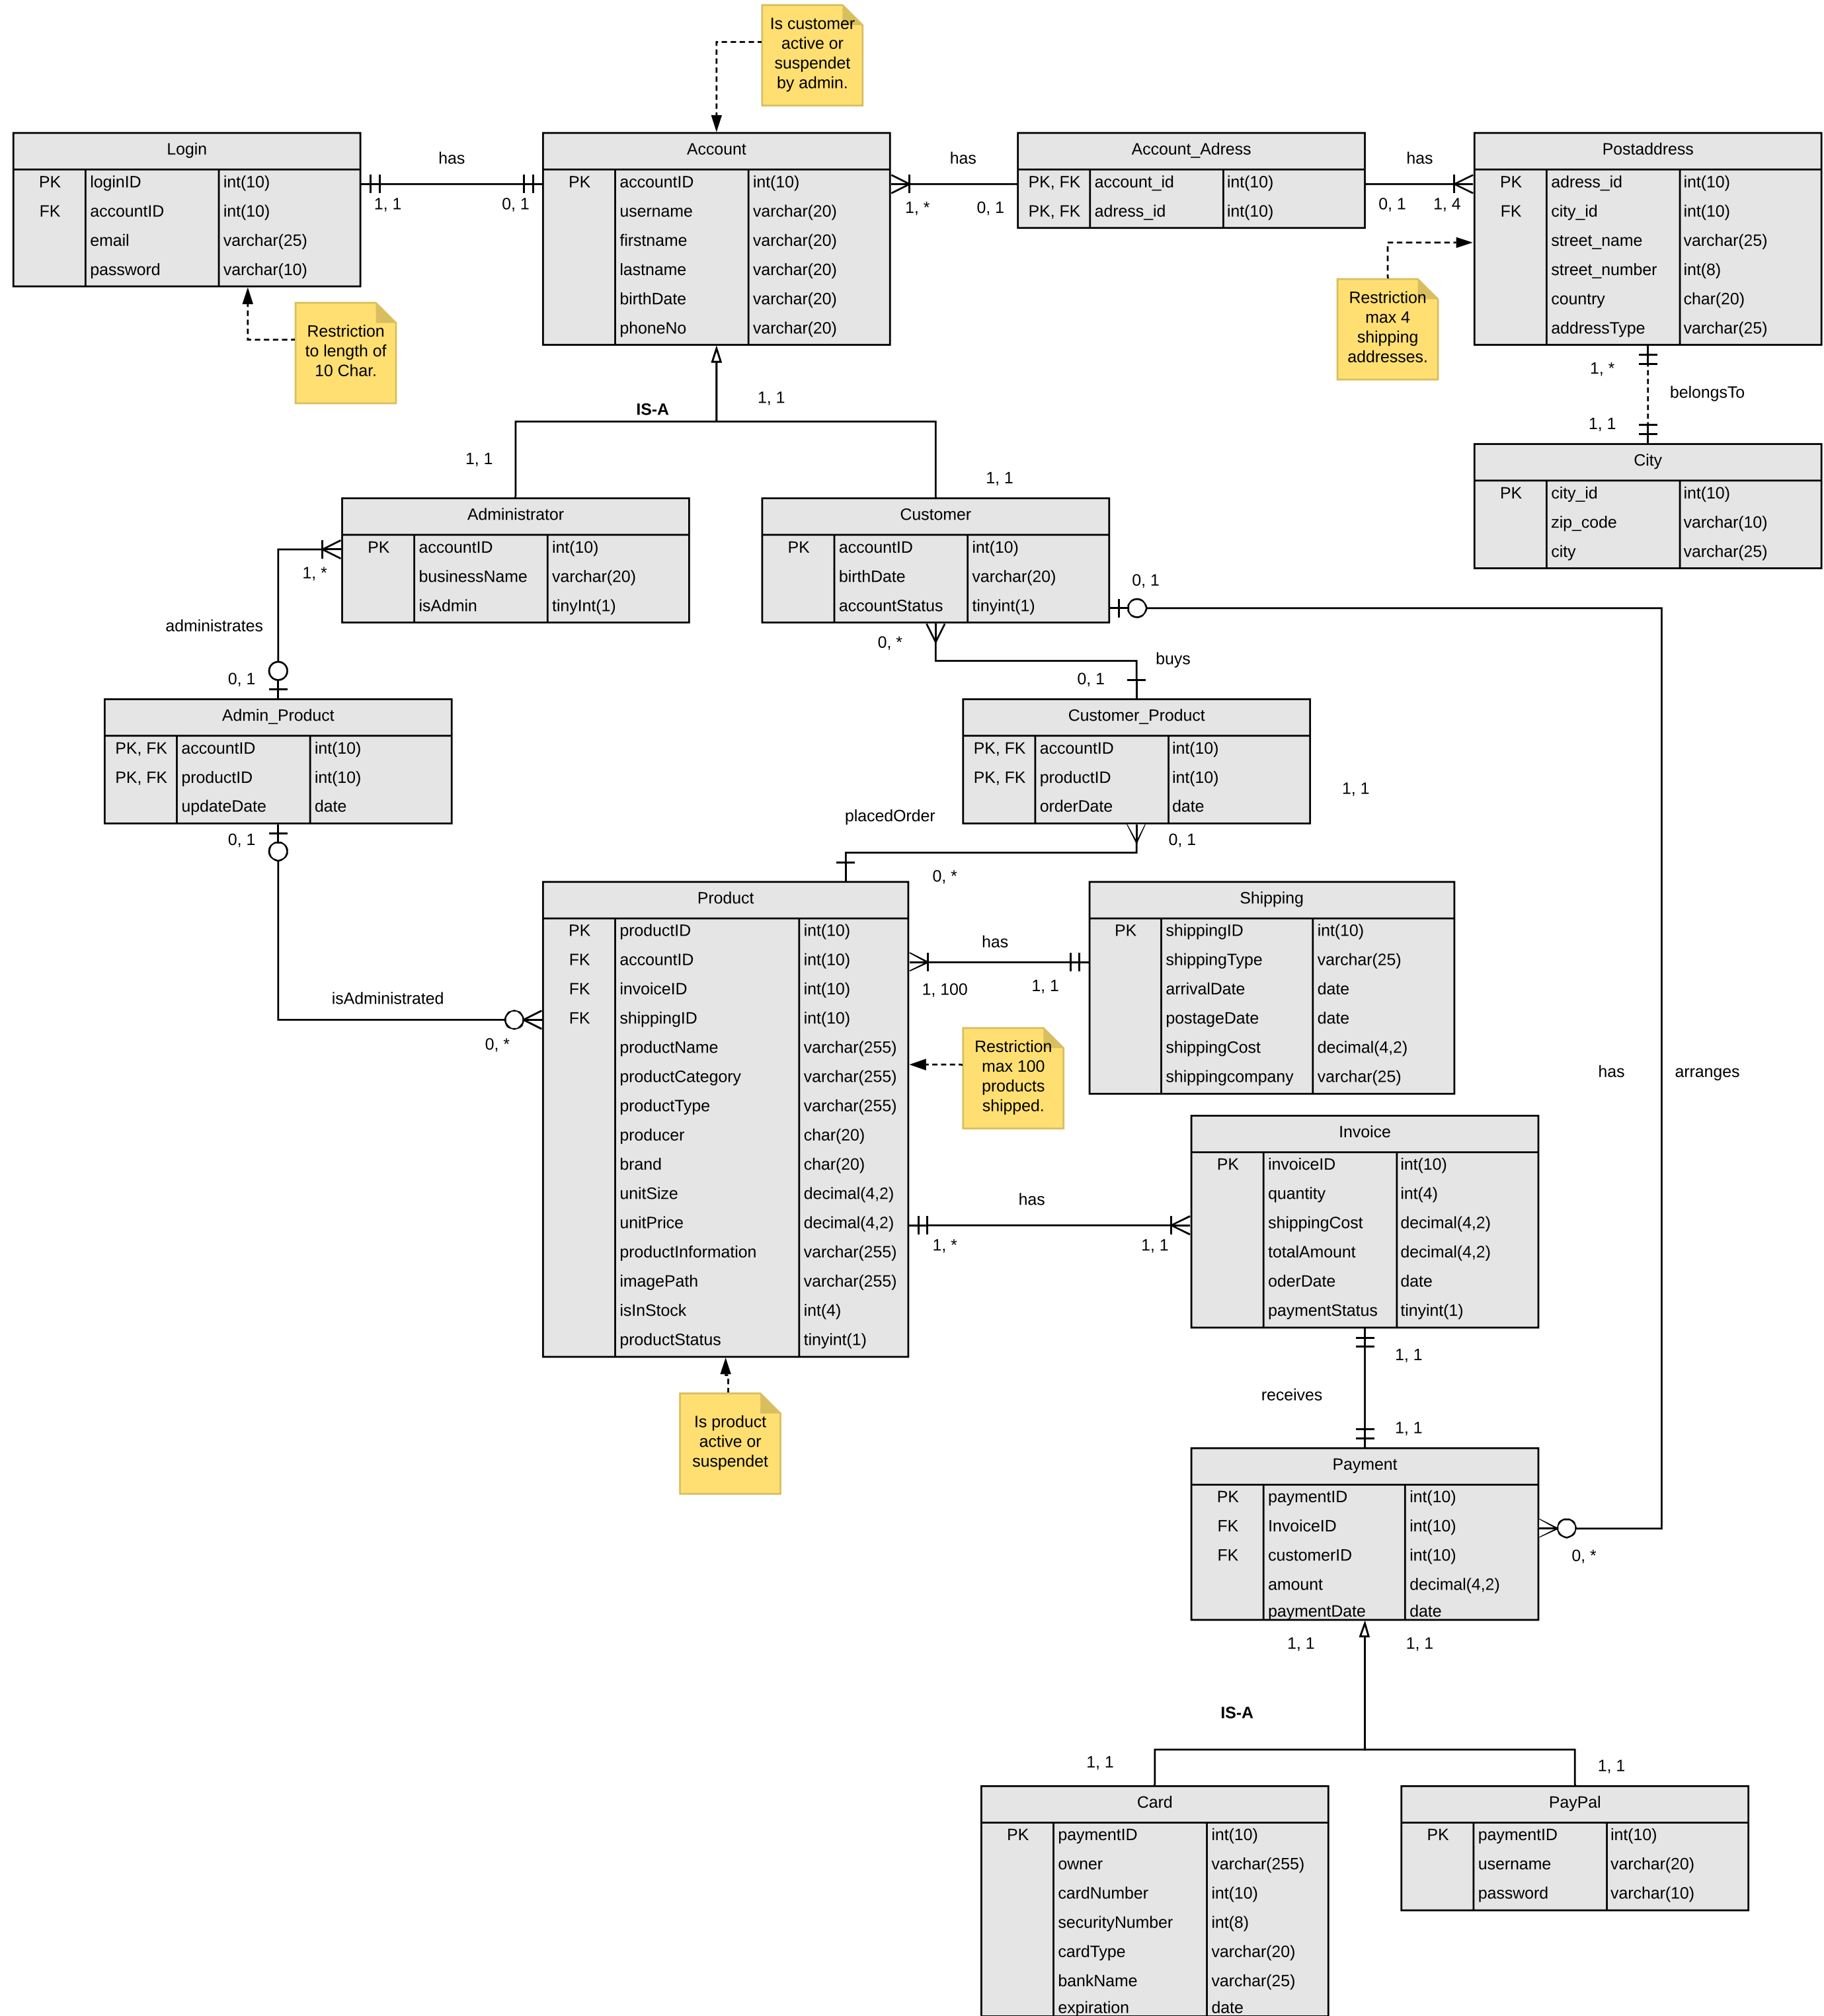 Is customer
active or
suspendet
by admin.
Login
PK loginID int(10)
FK accountID int(10)
email varchar(25)
password varchar(10)
has
1, 1
0, 1
Restriction
to length of
10 Char.
Account
PK accountID int(10)
username varchar(20)
firstname varchar(20)
lastname varchar(20)
birthDate varchar(20)
phoneNo varchar(20)
has
1, *
0, 1
Account_Adress
PK, FK account_id int(10)
PK, FK adress_id int(10)
has
0, 1
1, 4
Postaddress
PK adress_id int(10)
FK city_id int(10)
street_name varchar(25)
street_number int(8)
country char(20)
addressType varchar(25)
Restriction
max 4
shipping
addresses.
1, *
belongsTo
1, 1
City
PK city_id int(10)
zip_code varchar(10)
city varchar(25)
IS-A
1, 1
1, 1
1, 1
Administrator
PK accountID int(10)
businessName varchar(20)
isAdmin tinyInt(1)
Customer
PK accountID int(10)
birthDate varchar(20)
accountStatus tinyint(1)
1, *
administrates
0, 1
0, 1
0, *
buys
0, 1
Admin_Product
PK, FK accountID int(10)
PK, FK productID int(10)
updateDate date
0, 1
Customer_Product
PK, FK accountID int(10)
PK, FK productID int(10)
orderDate date
1, 1
placedOrder
0, 1
0, *
isAdministrated
0, *
Product
PK productID int(10)
FK accountID int(10)
FK invoiceID int(10)
FK shippingID int(10)
productName varchar(255)
productCategory varchar(255)
productType varchar(255)
producer char(20)
brand char(20)
unitSize decimal(4,2)
unitPrice decimal(4,2)
productInformation varchar(255)
imagePath varchar(255)
isInStock int(4)
productStatus tinyint(1)
has
1, 100
1, 1
Shipping
PK shippingID int(10)
shippingType varchar(25)
arrivalDate date
postageDate date
shippingCost decimal(4,2)
shippingcompany varchar(25)
Restriction
max 100
products
shipped.
has
arranges
Invoice
PK invoiceID int(10)
quantity int(4)
shippingCost decimal(4,2)
totalAmount decimal(4,2)
oderDate date
paymentStatus tinyint(1)
has
1, *
1, 1
Is product
active or
suspendet
1, 1
receives
1, 1
Payment
PK paymentID int(10)
FK InvoiceID int(10)
FK customerID int(10)
amount decimal(4,2)
paymentDate date
0, *
1, 1
1, 1
IS-A
1, 1
1, 1
Card
PK paymentID int(10)
owner varchar(255)
cardNumber int(10)
securityNumber int(8)
cardType varchar(20)
bankName varchar(25)
expiration date
PayPal
PK paymentID int(10)
username varchar(20)
password varchar(10)